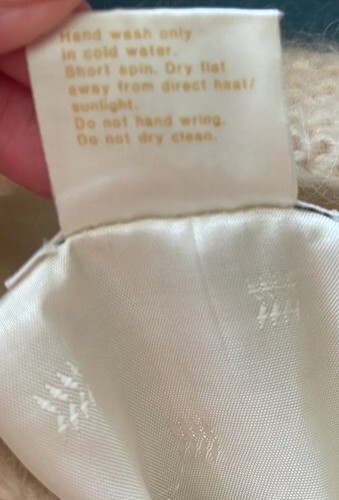 Hand wash only
in cold water.
Short spin. Dry flat
away from direct heat/
sunlight.
Do not hand wring.
Do not dry clean.